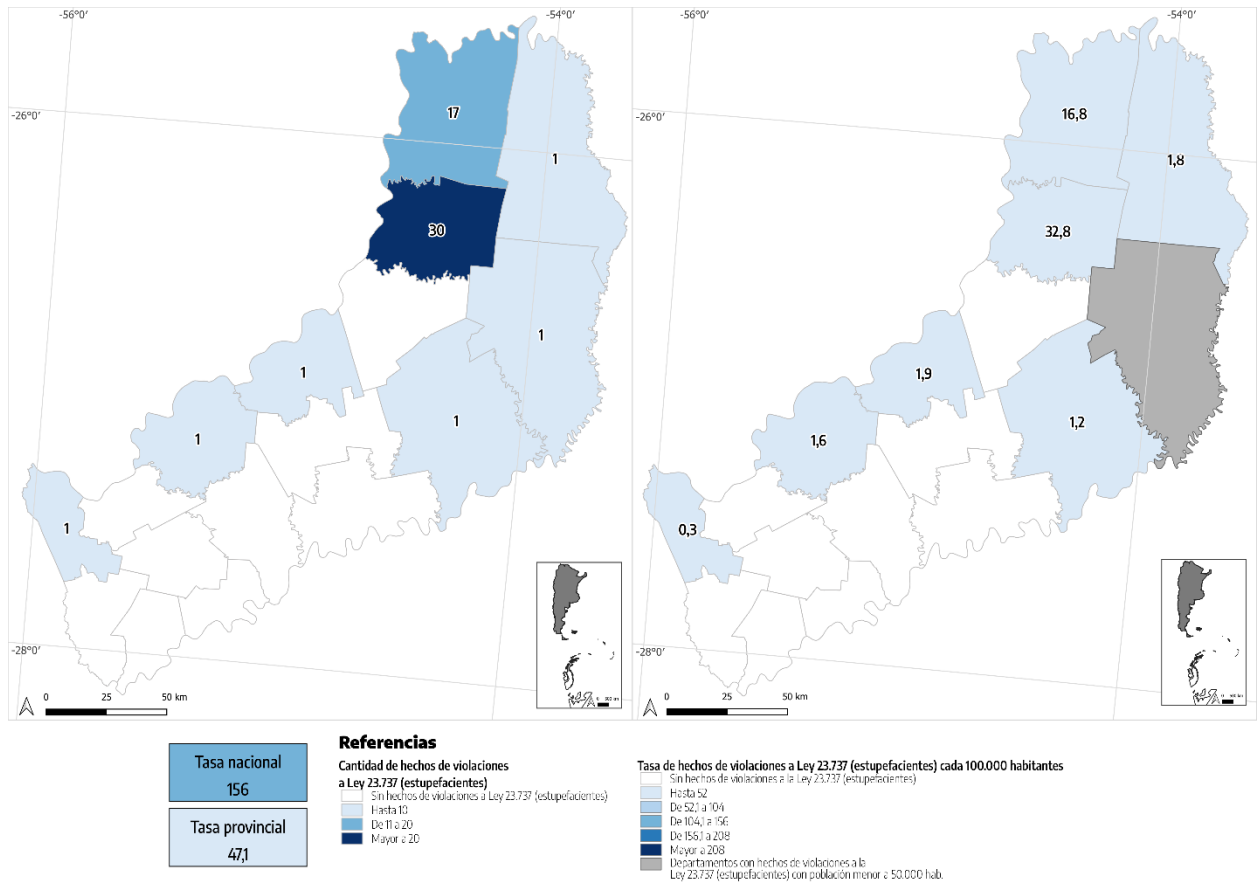 -56°0'
-54°0'
-56°0'
-54°0'
-26°0'
17
1
30
1
1
1
1
1
-28°0'
0 25 50 km
-26°0'
16,8
1,8
32,8
1,9
1,6
1,2
0,3
-28°0'
0 25 50 km
Tasa nacional
156
Tasa provincial
47,1
Referencias
Cantidad de hechos de violaciones
a Ley 23.737 (estupefacientes)
Sin hechos de violaciones a Ley 23.737 (estupefacientes)
Hasta 10
De 11 a 20
Mayor a 20
Tasa de hechos de violaciones a Ley 23.737 (estupefacientes) cada 100.000 habitantes
Sin hechos de violaciones a la Ley 23.737 (estupefacientes)
Hasta 52
De 52,1 a 104
De 104,1 a 156
De 156,1 a 208
Mayor a 208
Departamentos con hechos de violaciones a la
Ley 23.737 (estupefacientes) con población menor a 50.000 hab.